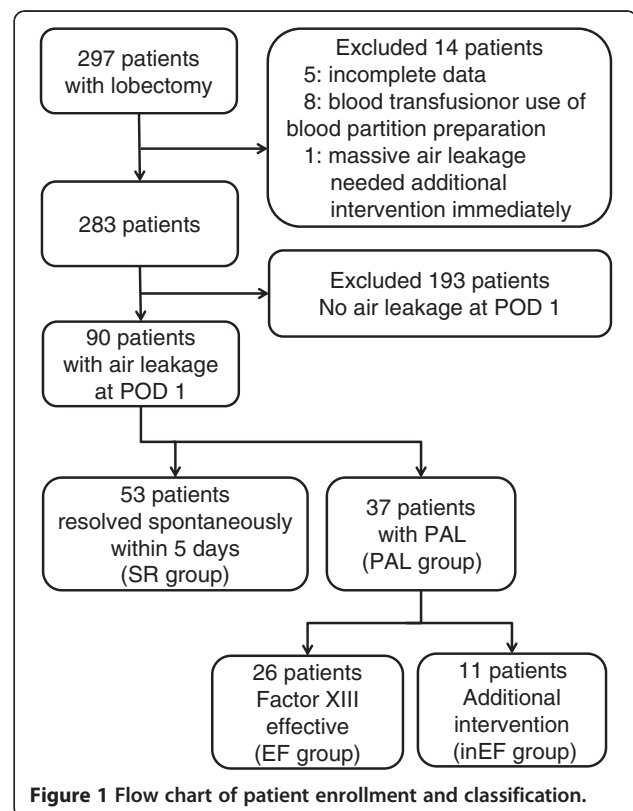 297 patients
with lobectomy
Excluded 14 patients
5: incomplete data
8: blood transfusionor use of
blood partition preparation
1: massive air leakage
needed additional
intervention immediately
283 patients
Excluded 193 patients
No air leakage at POD 1
90 patients
with air leakage
at POD 1
53 patients
resolved spontaneously
within 5 days
(SR group)
37 patients
with PAL
(PAL group)
26 patients
Factor XIII
effective
(EF group)
11 patients
Additional
intervention
(inEF group)
Figure 1 Flow chart of patient enrollment and classification.